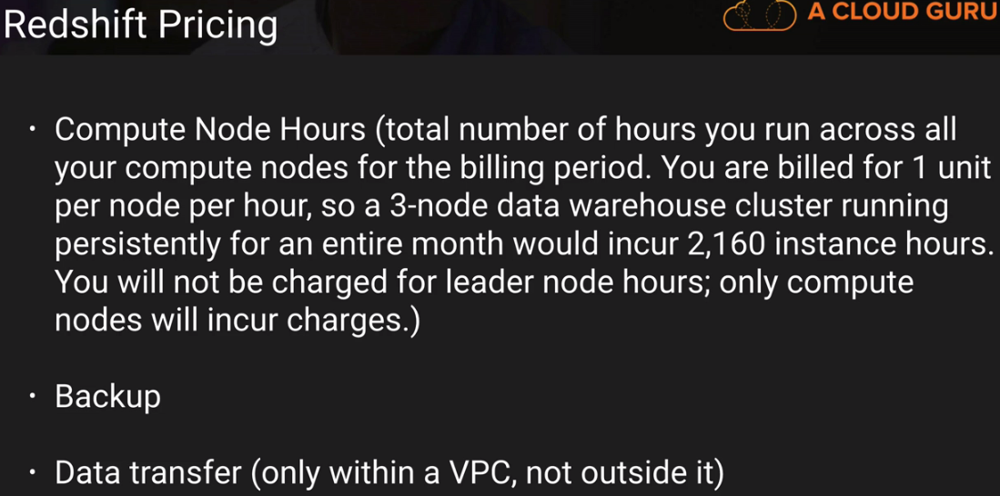 Redshift Pricing
A CLOUD GURU
• Compute Node Hours (total number of hours you run across all
your compute nodes for the billing period. You are billed for 1 unit
per node per hour, so a 3-node data warehouse cluster running
persistently for an entire month would incur 2,160 instance hours.
You will not be charged for leader node hours; only compute
nodes will incur charges.)
• Backup
• Data transfer (only within a VPC, not outside it)